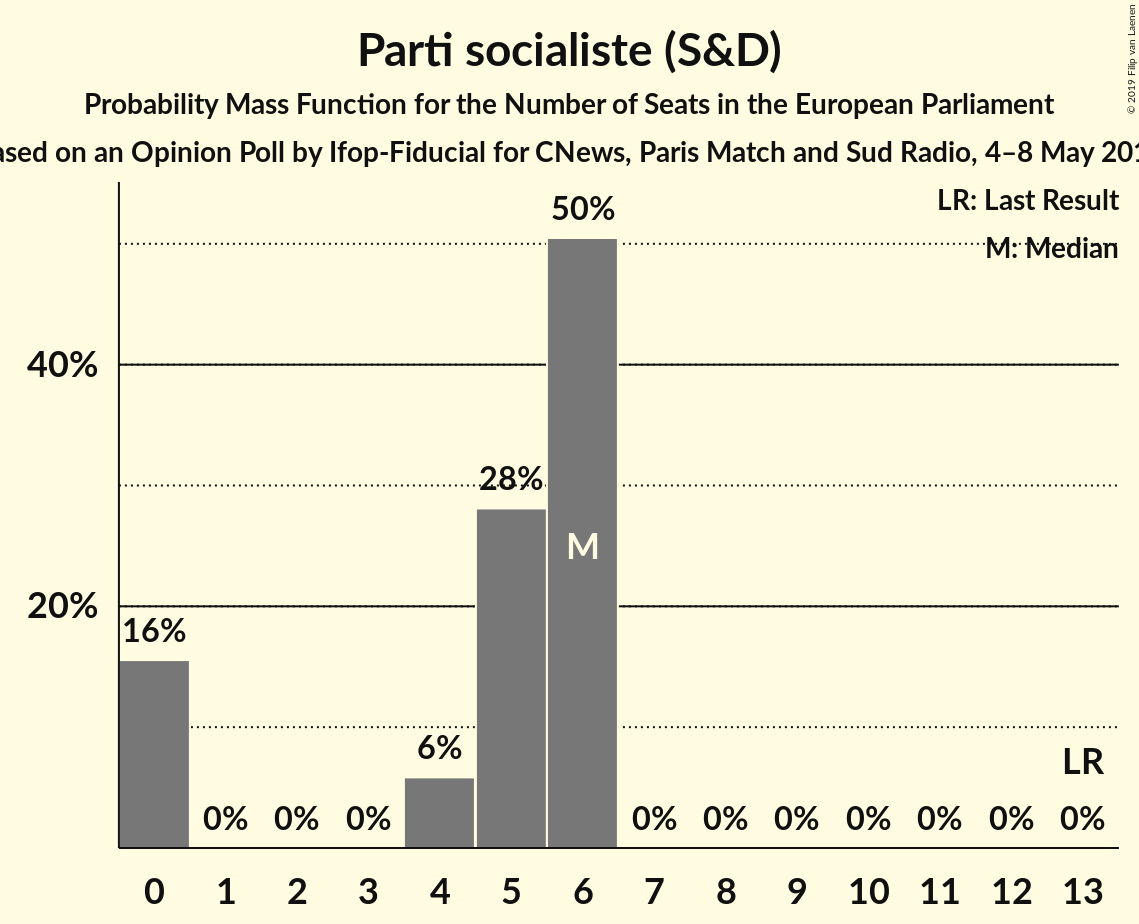 Parti socialiste (S&D)
Probability Mass Function for the Number of Seats in the European Parliament
on an Opinion Poll by Ifop-Fiducial for CNews, Paris Match and Sud Radio, 4–8 May
© 2019 Filip van Laenen
LR: Last Result
M: Median
50%
40%
28%
M
20%
16%
6%
LR
0% 0% 0% 0% 0% 0% 0% 0% 0% 0%
0 1 2 3 4 5 6 7 8 9 10 11 12 13